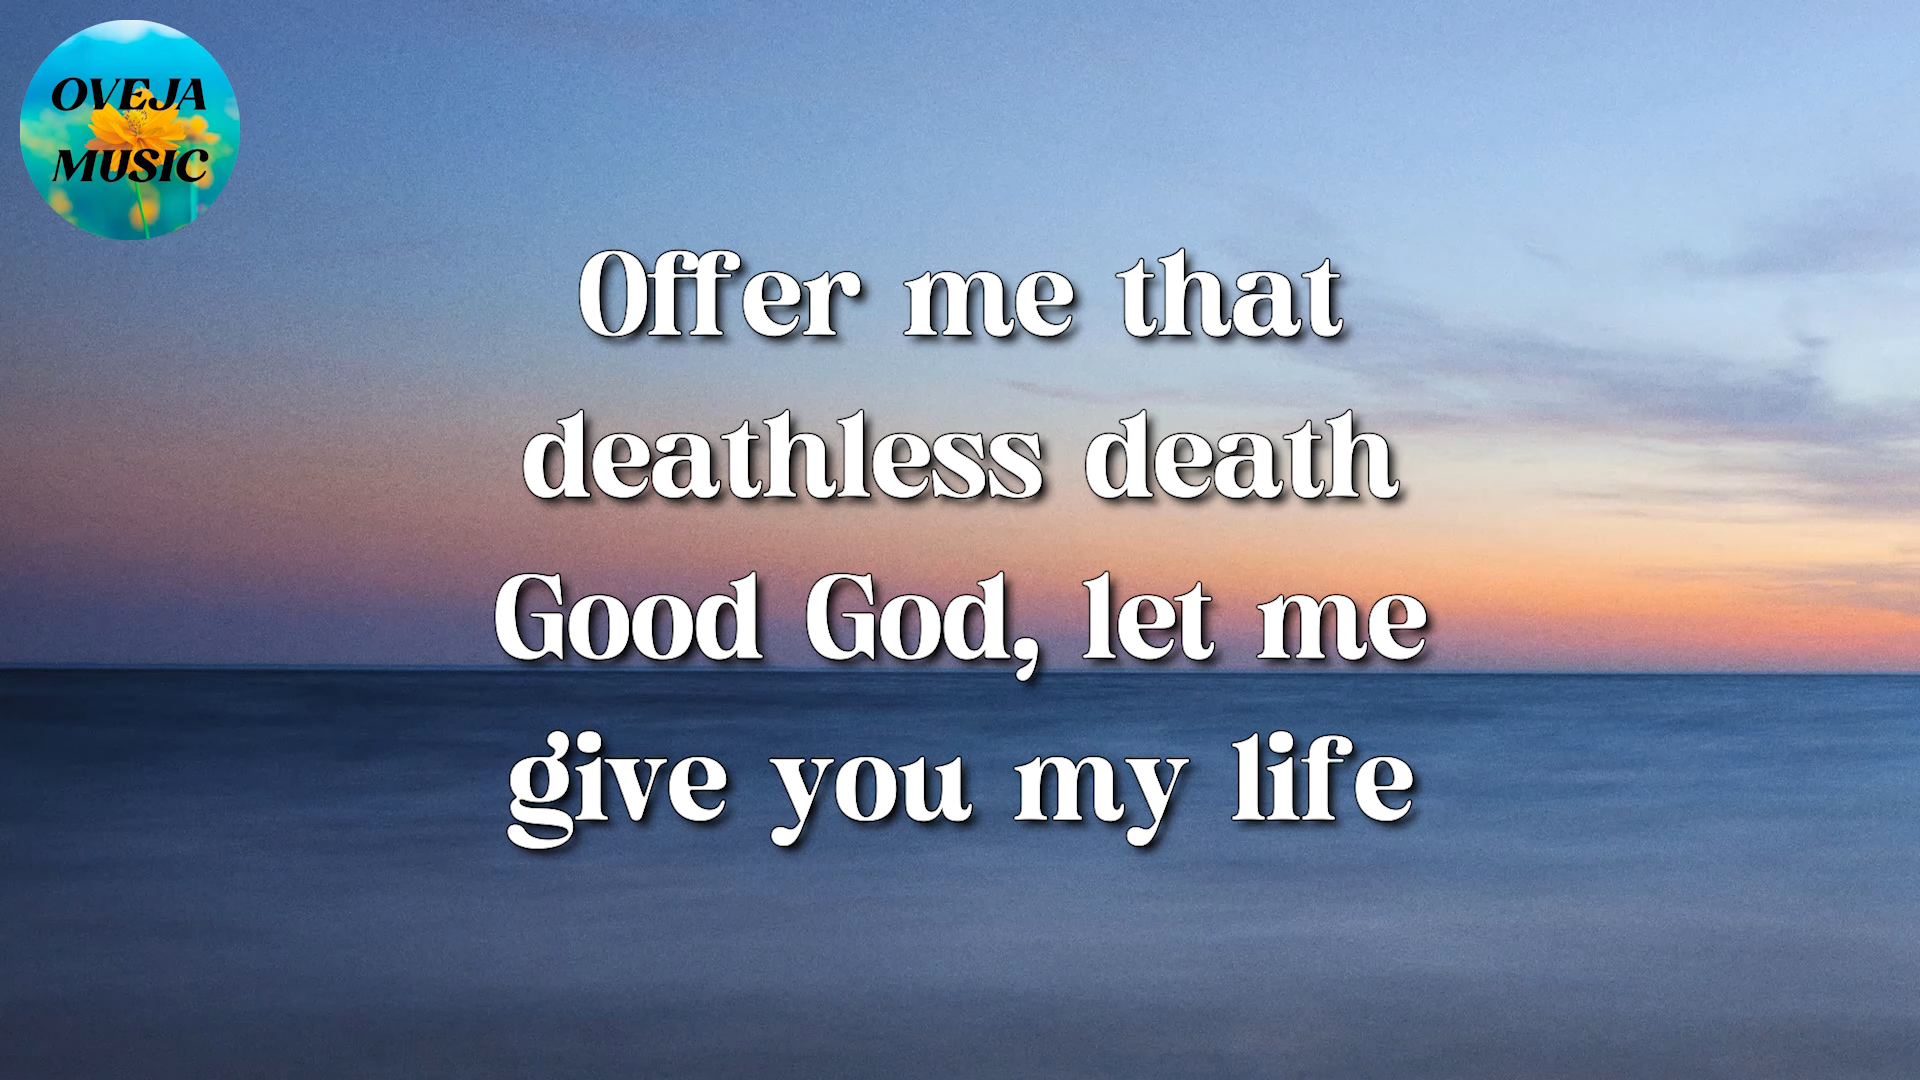 OVEJA
MUSIC
Offer me that
deathless death
Good God, let me
give you my life